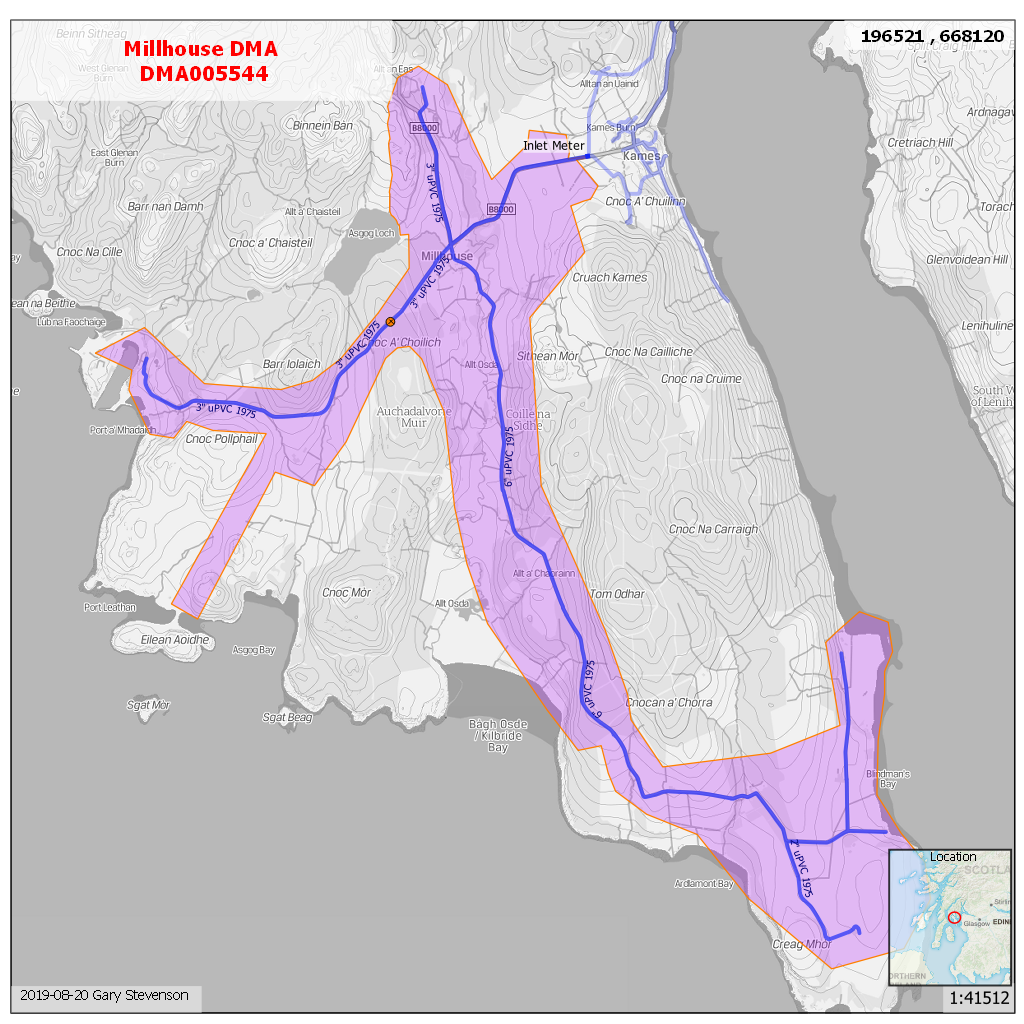 Millhouse DMA
DMA005544
196521 , 668120
Beinn Sitheag
West Glenan
Burn
Allt an Eas
Split Craig Hill
Alltan an Uainid
Ardnagav
Binnein Bàn
B8000
Kames Burn
Inlet Meter
Kames
Cretriach Hill
East Glenan
Burn
3" uPVC 1975
Barr nan Damh
Allt a' Chaisteil
B8000
Cnoc A' Chuilinn
Torach
Asgog Loch
Cnoc a' Chaisteil
Cnoc Na Cille
Millhouse
Glenvoidean Hill
Cruach Kames
3" uPVC 1975
ean na Beithe
Lùb na Faochaige
Lenihuline
3" uPVC 1975
Cnoc A' Choilich
Sithean Mòr
Cnoc Na Cailliche
Barr Iolaich
Allt Osda
Cnoc na Cruime
South W
of Lenih
3" uPVC 1975
Auchadalvorie
Muir
Coille na
Sidhe
Port a' Mhadaidh
Cnoc Pollphail
6" uPVC 1975
Cnoc Na Carraigh
Allt a' Chaorainn
Cnoc Mòr
Tom Odhar
Port Leathan
Allt Osda
Eilean Aoidhe
Asgog Bay
6" uPVC 1975
Sgat Mòr
Sgat Beag
Cnocan a' Chorra
Bàgh Osde
/ Kilbride
Bay
Blindman's
Bay
2" uPVC 1975
Ardlamont Bay
Creag Mhor
Location
SCOTLA
Stirlin
Glasgow
EDIN
ORTHERN
2019-08-20 Gary Stevenson
1:41512